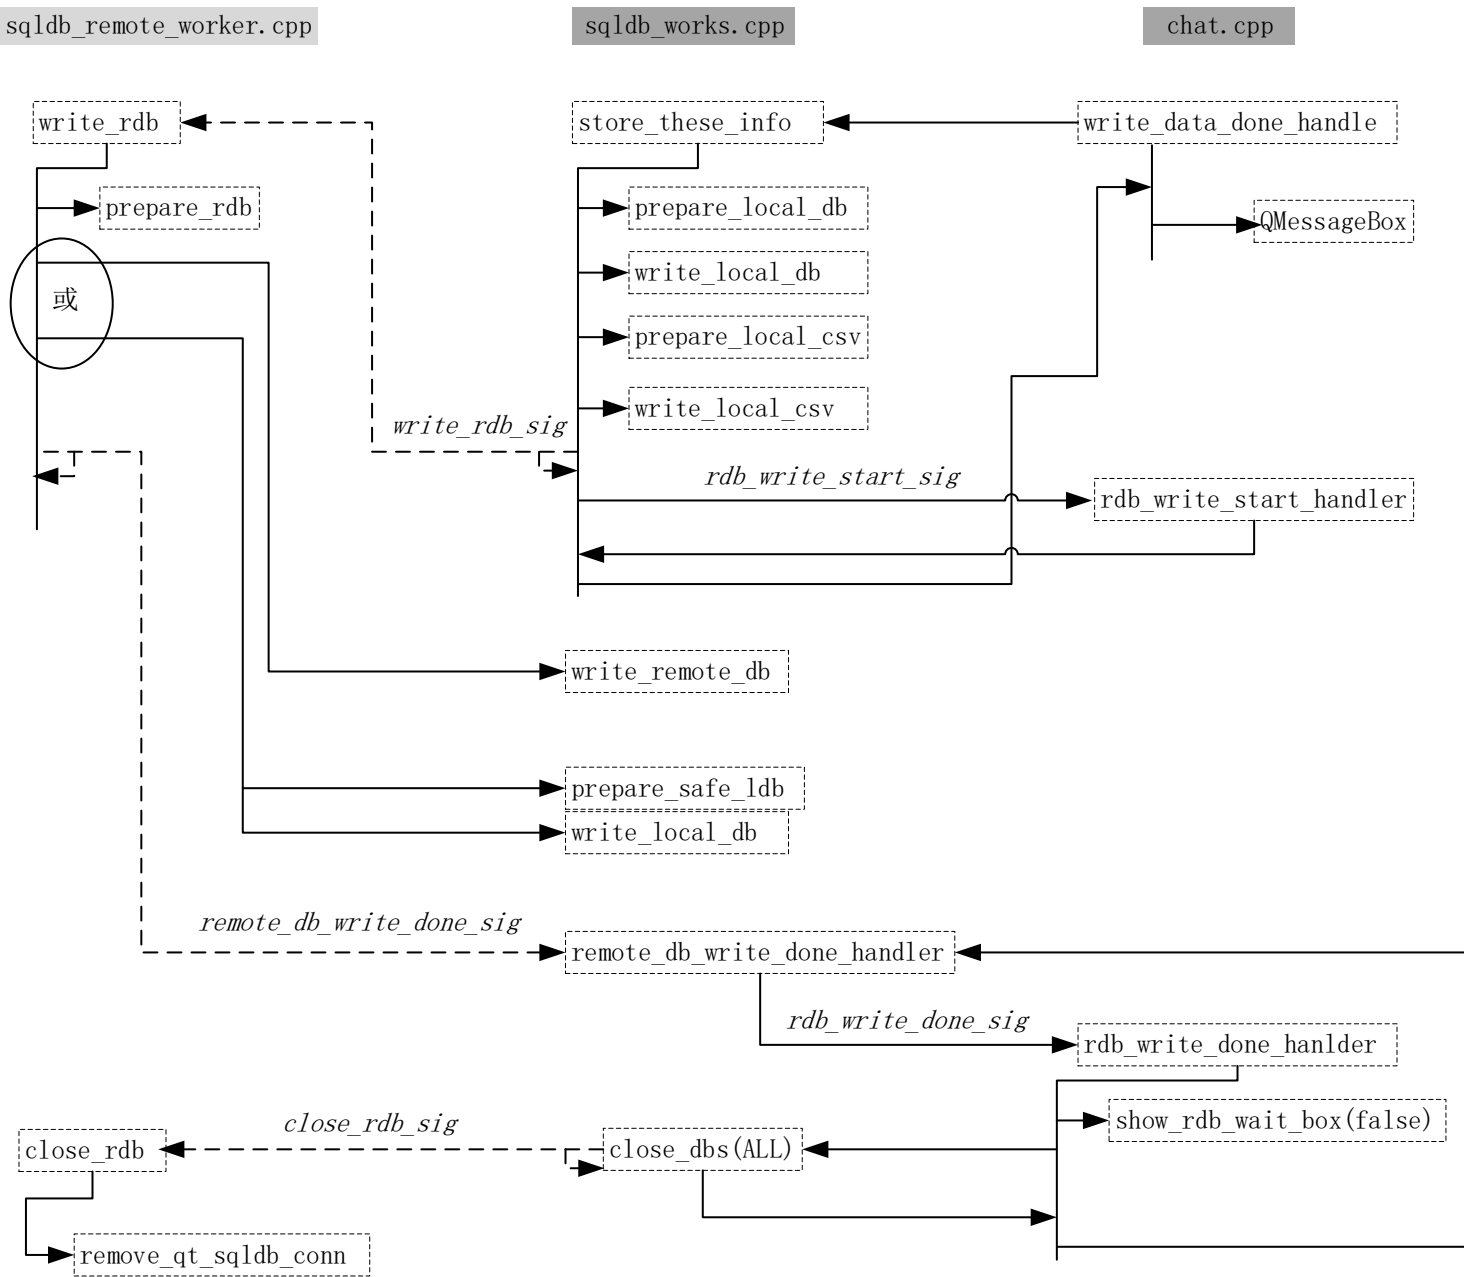 sqldb_remote_worker.cpp
sqldb_works.cpp
chat.cpp
write_rdb
store_these_info
write_data_done_handle
prepare_rdb
prepare_local_db
QMessageBox
write_local_db
或
prepare_local_csv
write_local_csv
write_rdb_sig
rdb_write_start_sig
rdb_write_start_handler
write_remote_db
prepare_safe_ldb
write_local_db
remote_db_write_done_sig
remote_db_write_done_handler
rdb_write_done_sig
rdb_write_done_hanlder
show_rdb_wait_box(false)
close_rdb_sig
close_rdb
close_dbs(ALL)
remove_qt_sqldb_conn